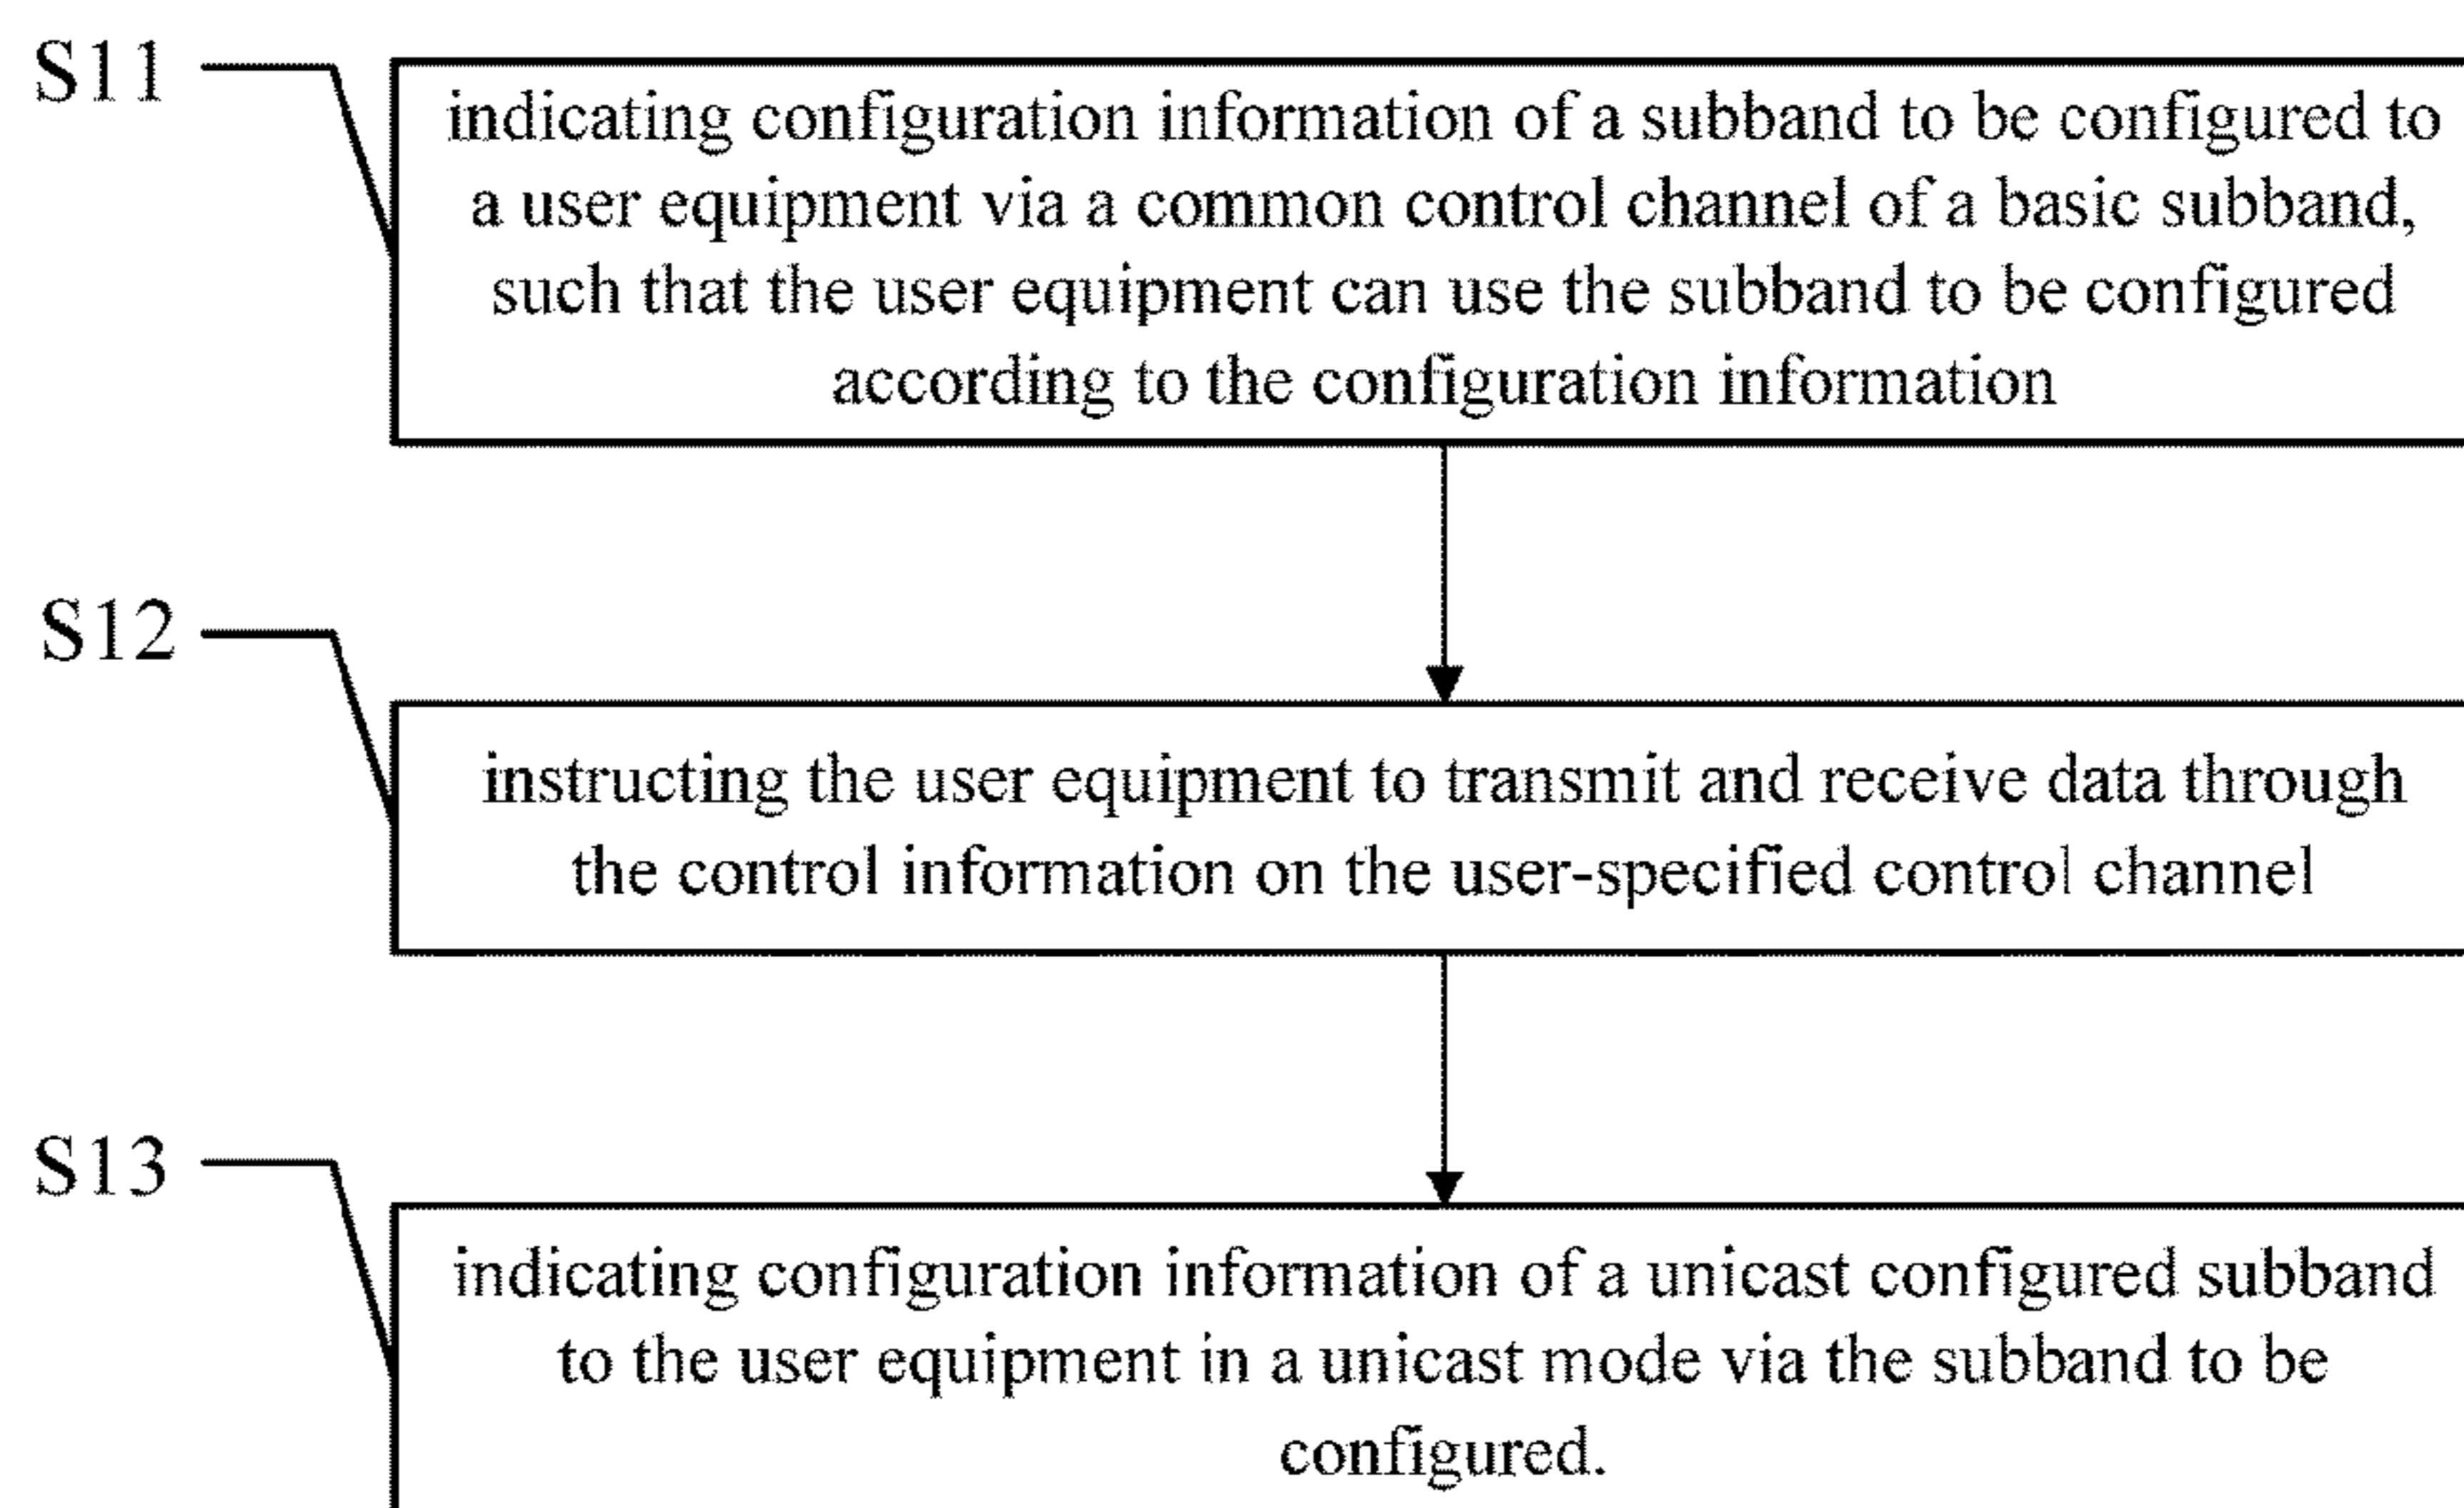 S11
indicating configuration information of a subband to be configured to
a user equipment via a common control channel of a basic subband,
such that the user equipment can use the subband to be configured
according to the configuration information
S12
instructing the user equipment to transmit and receive data through
the control information on the user-specified control channel
S13
indicating configuration information of a unicast configured subband
to the user equipment in a unicast mode via the subband to be
configured.